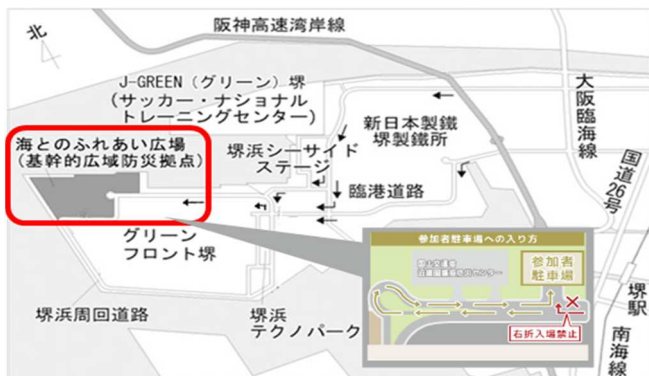 北
阪神高速湾岸線
J-GREEN（グリーン）堺
（サッカー・ナショナル
トレーニングセンター）
海とのふれあい広場
（基幹的広域防災拠点）
堺浜シーサイド
ステージ
新日本製鐵
堺製鐵所
臨港道路
大阪臨海線
国道26号
グリーン
フロント堺
堺浜周回道路
堺浜
テクノパーク
堺駅
南海線
参加者駐車場への入り方
参加者
駐車場
右折入場禁止